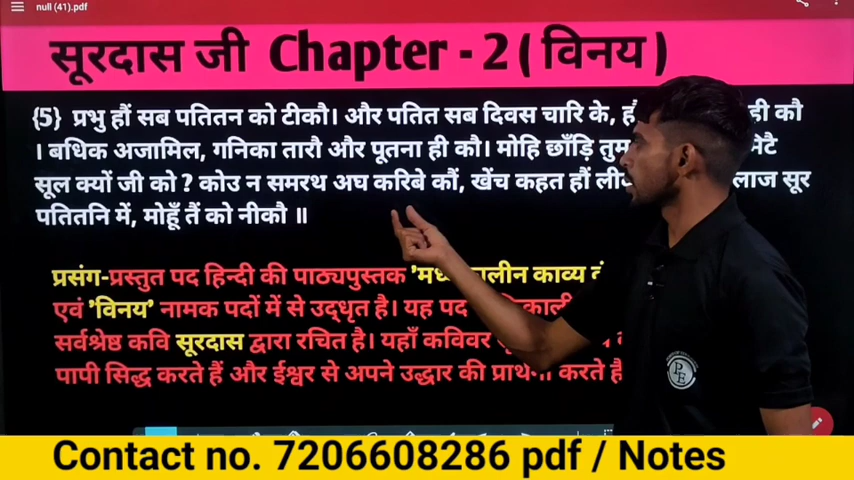 null (41).pdf
सूरदास जी Chapter - 2 ( विनय )
{5} प्रभु हौं सब पतितन को टीकौ। और पतित सब दिवस चारि के, ही कौ
। बधिक अजामिल, गनिका तारौ और पूतना ही कौ। मोहि छाँड़ि तुम मेटै
सूल क्यों जी को ? कोउ न समरथ अघ करिबे कौं, खेंच कहत हौं लाज सूर
पतितनि में, मोहूँ तैं को नीकौ ॥
प्रसंग-प्रस्तुत पद हिन्दी की पाठ्यपुस्तक काव्य
एवं 'विनय' नामक पदों में से उद्धृत है। यह पद
सर्वश्रेष्ठ कवि सूरदास द्वारा रचित है। यहाँ कविवर
पापी सिद्ध करते हैं और ईश्वर से अपने उद्धार की प्रार्थना करते है
PE
Contact no. 7206608286 pdf / Notes